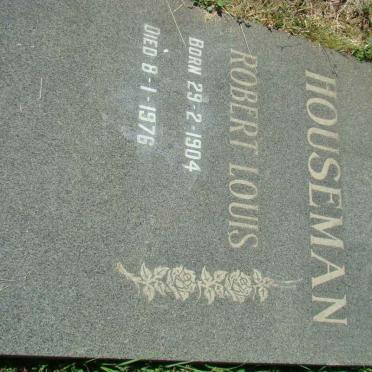 HOUSEMAN
ROBERT LOUIS
BORN 29-2-1904
DIED 8-1-1976